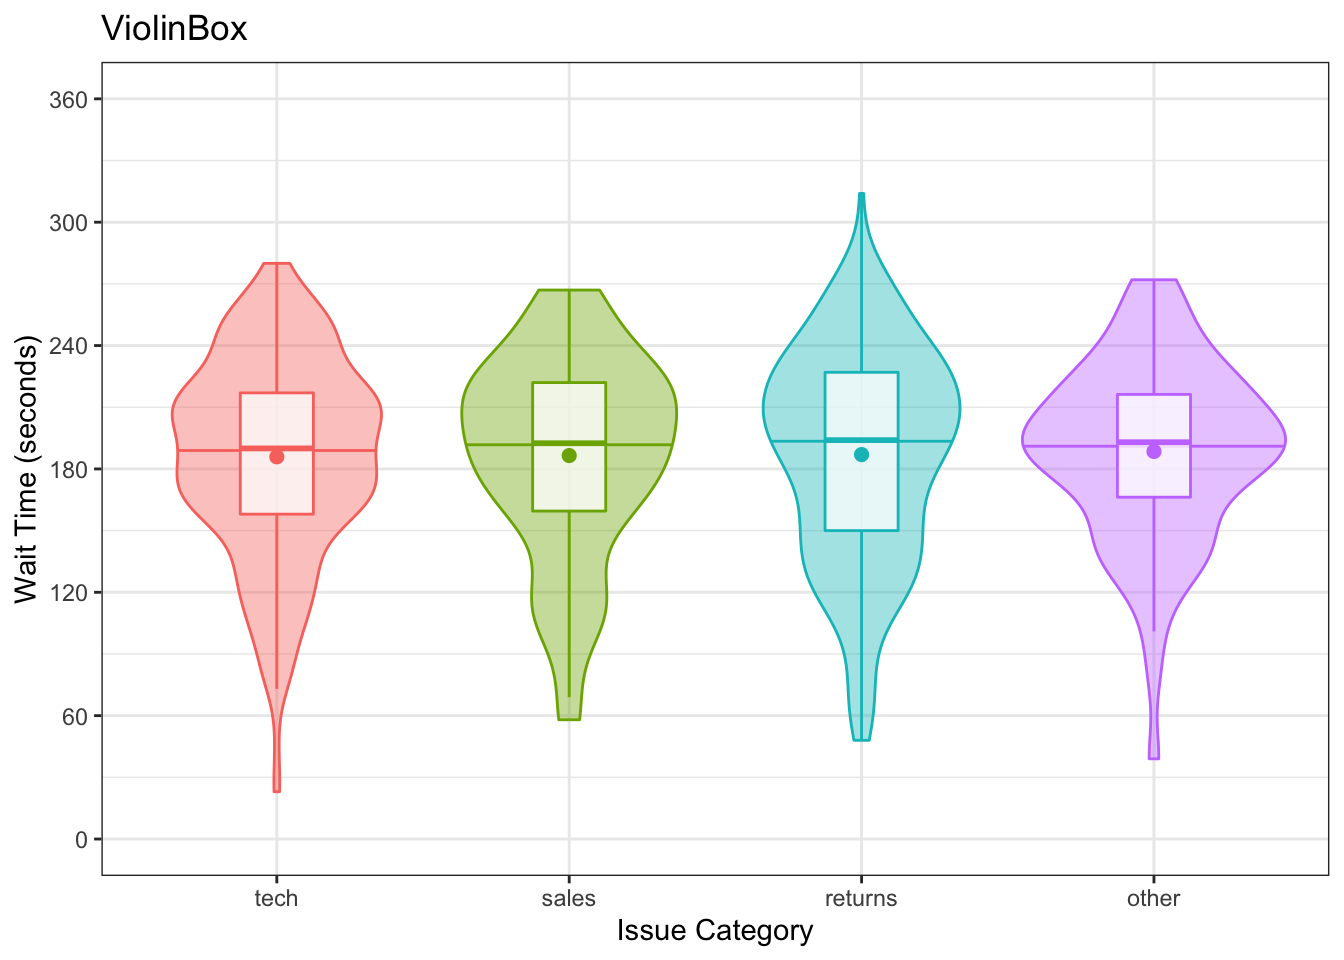 ViolinBox
360
300
240
180
120
60
0
Wait Time (seconds)
tech sales returns other
Issue Category